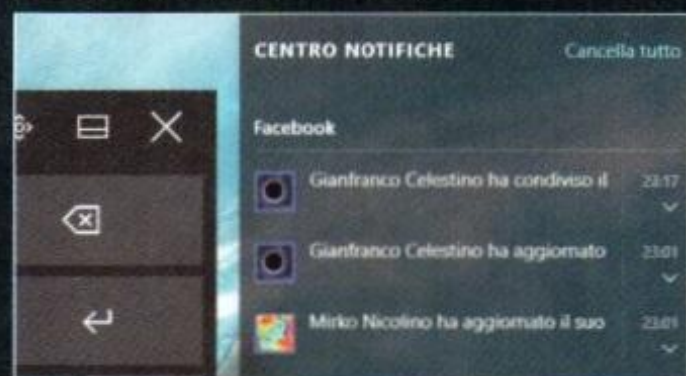 CENTRO NOTIFICHE Cancella tutto
Facebook
Gianfranco Celestino ha condiviso il 23:17
Gianfranco Celestino ha aggiornato 23:01
Mirko Nicolino ha aggiornato il suo 23:01